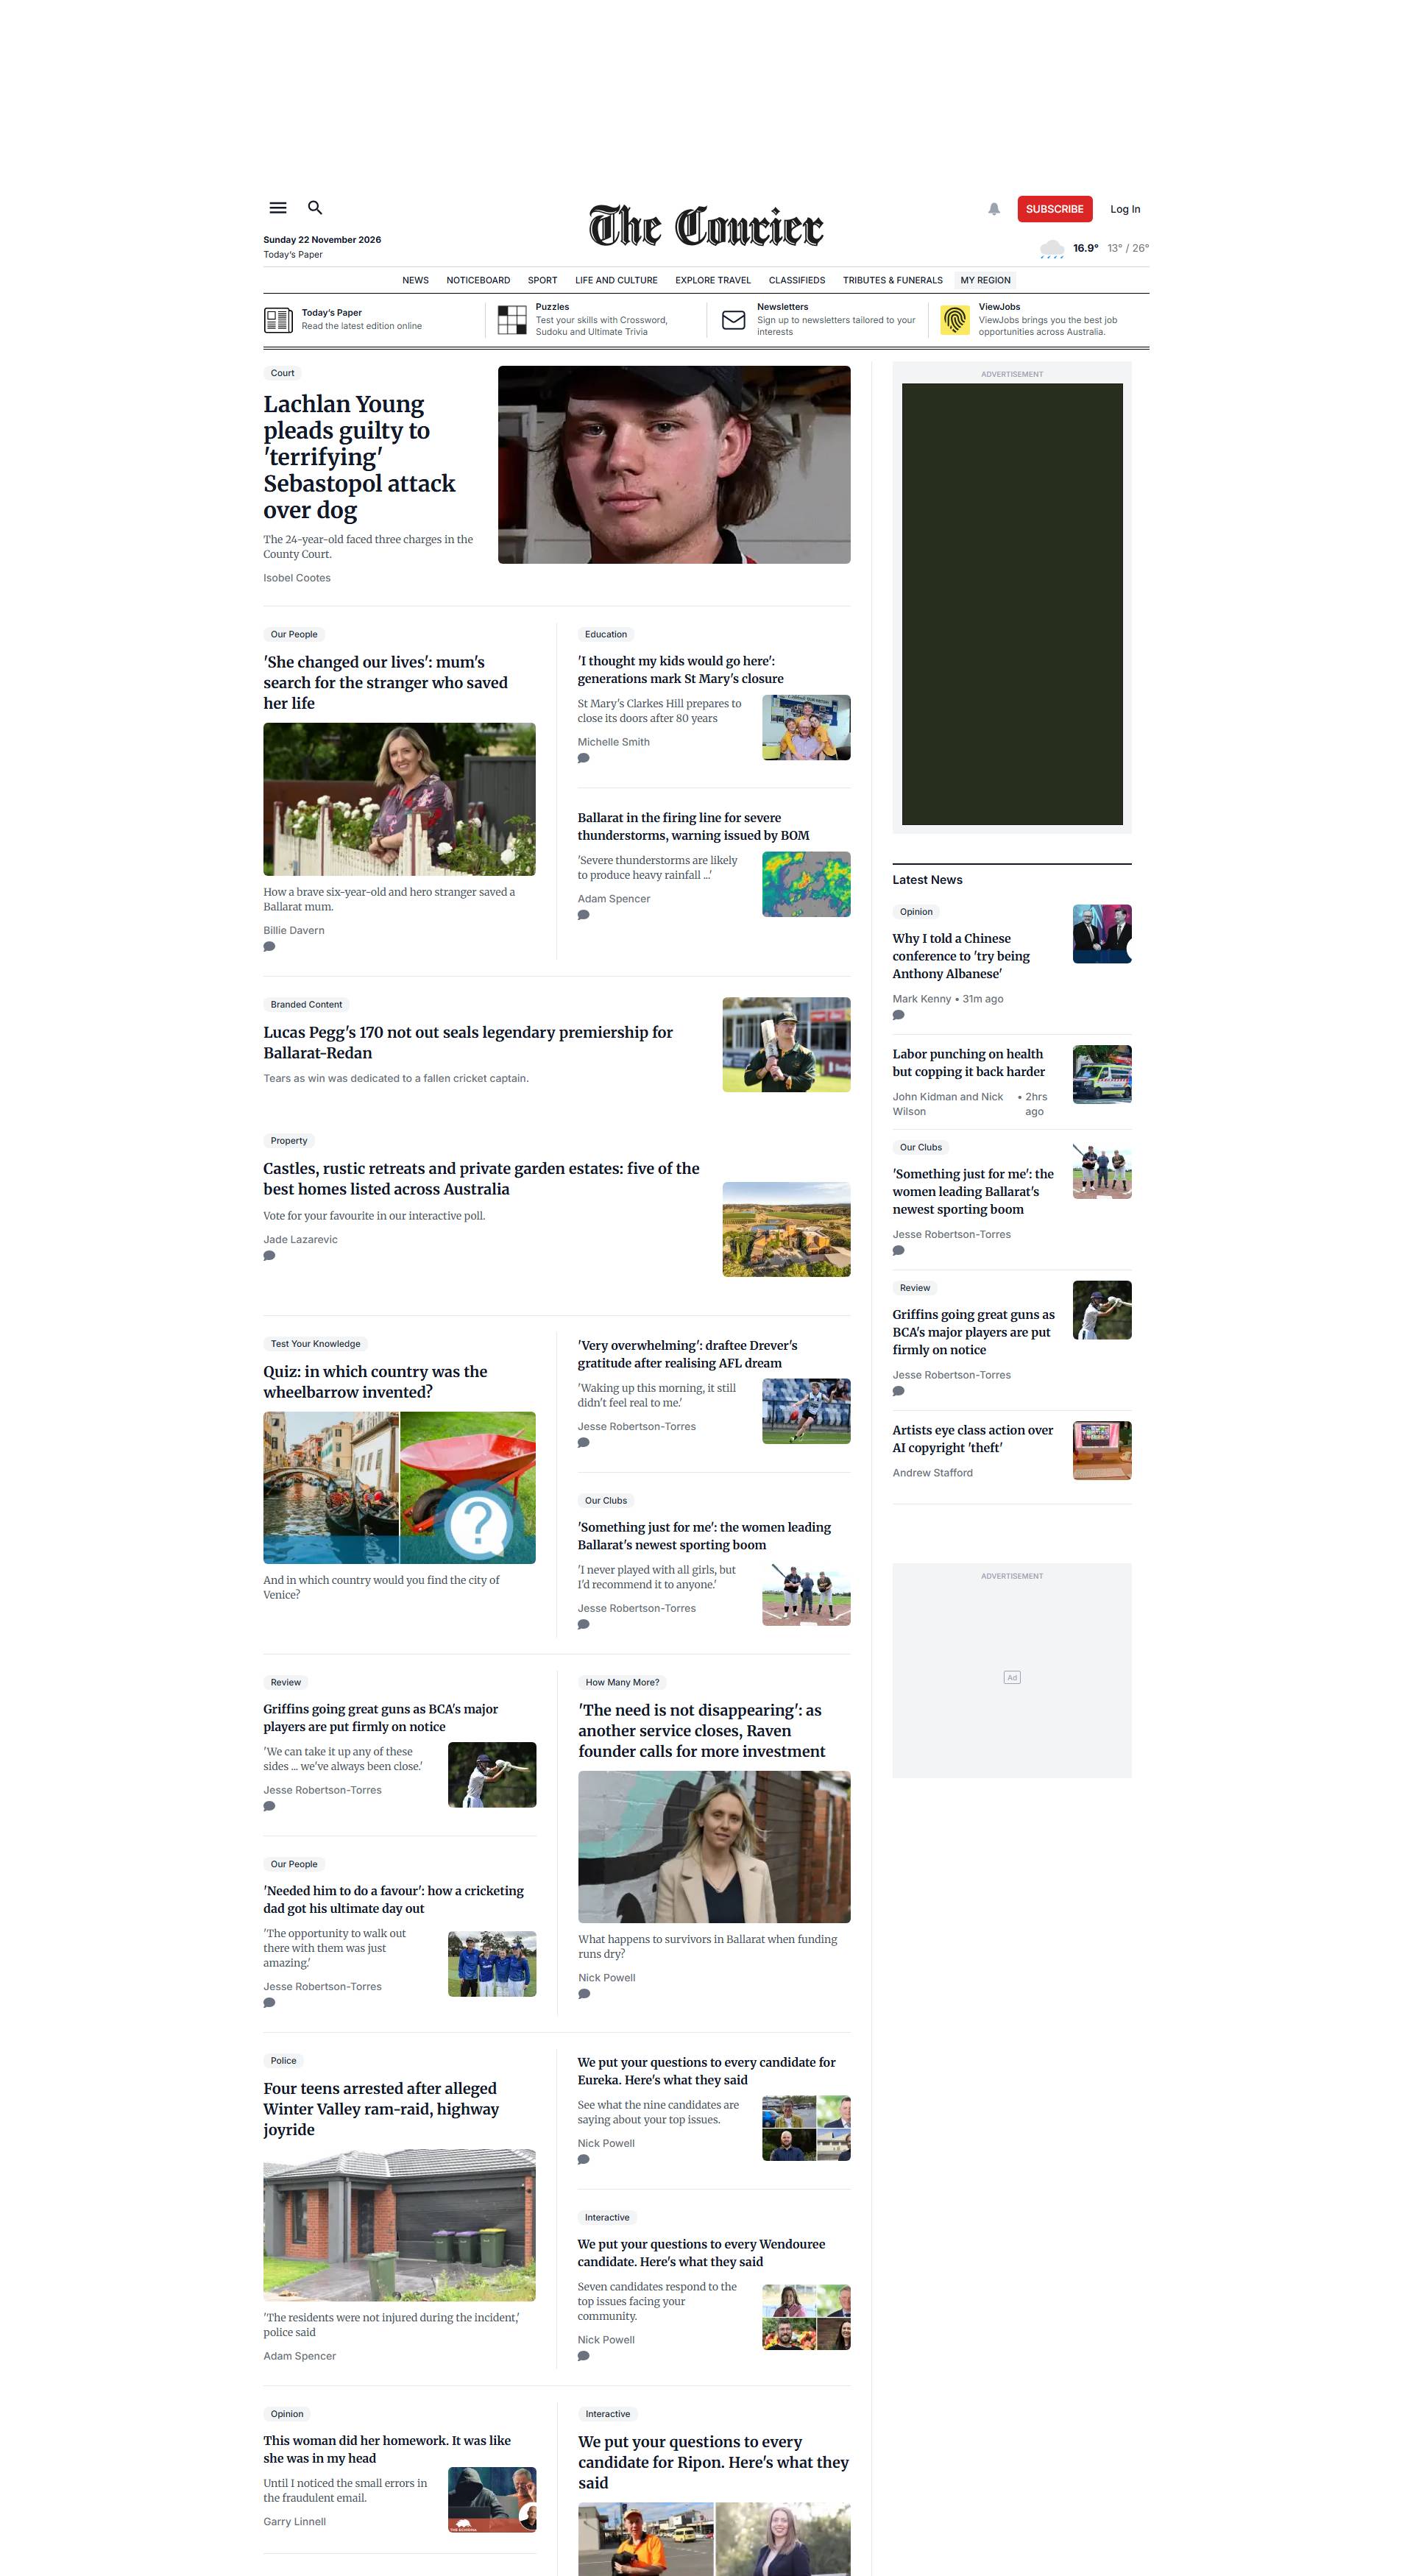 The Courier
SUBSCRIBE
Log In
Sunday 22 November 2026
Today's Paper
16.9° 13° / 26°
NEWS NOTICEBOARD SPORT LIFE AND CULTURE EXPLORE TRAVEL CLASSIFIEDS TRIBUTES & FUNERALS MY REGION
Today's Paper
Read the latest edition online
Puzzles
Test your skills with Crossword,
Sudoku and Ultimate Trivia
Newsletters
Sign up to newsletters tailored to your
interests
ViewJobs
ViewJobs brings you the best job
opportunities across Australia.
Court
Lachlan Young
pleads guilty to
'terrifying'
Sebastopol attack
over dog
The 24-year-old faced three charges in the
County Court.
Isobel Cootes
Our People
'She changed our lives': mum's
search for the stranger who saved
her life
How a brave six-year-old and hero stranger saved a
Ballarat mum.
Billie Davern
Education
'I thought my kids would go here':
generations mark St Mary's closure
St Mary's Clarkes Hill prepares to
close its doors after 80 years
Michelle Smith
Ballarat in the firing line for severe
thunderstorms, warning issued by BOM
'Severe thunderstorms are likely
to produce heavy rainfall ...'
Adam Spencer
Branded Content
Lucas Pegg's 170 not out seals legendary premiership for
Ballarat-Redan
Tears as win was dedicated to a fallen cricket captain.
Property
Castles, rustic retreats and private garden estates: five of the
best homes listed across Australia
Vote for your favourite in our interactive poll.
Jade Lazarevic
Test Your Knowledge
Quiz: in which country was the
wheelbarrow invented?
?
And in which country would you find the city of
Venice?
'Very overwhelming': draftee Drever's
gratitude after realising AFL dream
'Waking up this morning, it still
didn't feel real to me.'
Jesse Robertson-Torres
Our Clubs
'Something just for me': the women leading
Ballarat's newest sporting boom
'I never played with all girls, but
I'd recommend it to anyone.'
Jesse Robertson-Torres
Review
Griffins going great guns as BCA's major
players are put firmly on notice
'We can take it up any of these
sides ... we've always been close.'
Jesse Robertson-Torres
Our People
'Needed him to do a favour': how a cricketing
dad got his ultimate day out
'The opportunity to walk out
there with them was just
amazing.'
Jesse Robertson-Torres
How Many More?
'The need is not disappearing': as
another service closes, Raven
founder calls for more investment
What happens to survivors in Ballarat when funding
runs dry?
Nick Powell
Police
Four teens arrested after alleged
Winter Valley ram-raid, highway
joyride
'The residents were not injured during the incident,'
police said
Adam Spencer
We put your questions to every candidate for
Eureka. Here's what they said
See what the nine candidates are
saying about your top issues.
Nick Powell
Interactive
We put your questions to every Wendouree
candidate. Here's what they said
Seven candidates respond to the
top issues facing your
community.
Nick Powell
Opinion
This woman did her homework. It was like
she was in my head
Until I noticed the small errors in
the fraudulent email.
Garry Linnell
Interactive
We put your questions to every
candidate for Ripon. Here's what they
said
ADVERTISEMENT
Latest News
Opinion
Why I told a Chinese
conference to 'try being
Anthony Albanese'
Mark Kenny • 31m ago
Labor punching on health
but copping it back harder
John Kidman and Nick • 2hrs
Wilson ago
Our Clubs
'Something just for me': the
women leading Ballarat's
newest sporting boom
Jesse Robertson-Torres
Review
Griffins going great guns as
BCA's major players are put
firmly on notice
Jesse Robertson-Torres
Artists eye class action over
AI copyright 'theft'
Andrew Stafford
ADVERTISEMENT
Ad